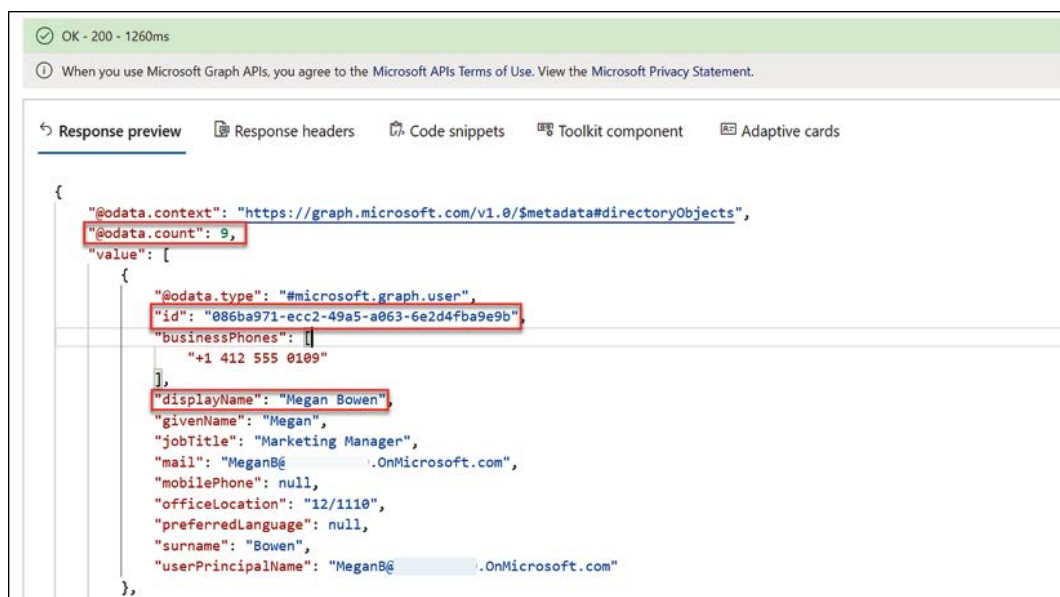 OK - 200 - 1260ms
When you use Microsoft Graph APIs, you agree to the Microsoft APIs Terms of Use. View the Microsoft Privacy Statement.
Response preview Response headers Code snippets Toolkit component Adaptive cards
{
"@odata.context": "https://graph.microsoft.com/v1.0/$metadata#directoryObjects",
"@odata.count": 9,
"value": [
{
"@odata.type": "#microsoft.graph.user",
"id": "086ba971-ecc2-49a5-a063-6e2d4fba9e9b",
"businessPhones": [
"+1 412 555 0109"
],
"displayName": "Megan Bowen",
"givenName": "Megan",
"jobTitle": "Marketing Manager",
"mail": "MeganB@ .OnMicrosoft.com",
"mobilePhone": null,
"officeLocation": "12/1110",
"preferredLanguage": null,
"surname": "Bowen",
"userPrincipalName": "MeganB@ .OnMicrosoft.com"
},